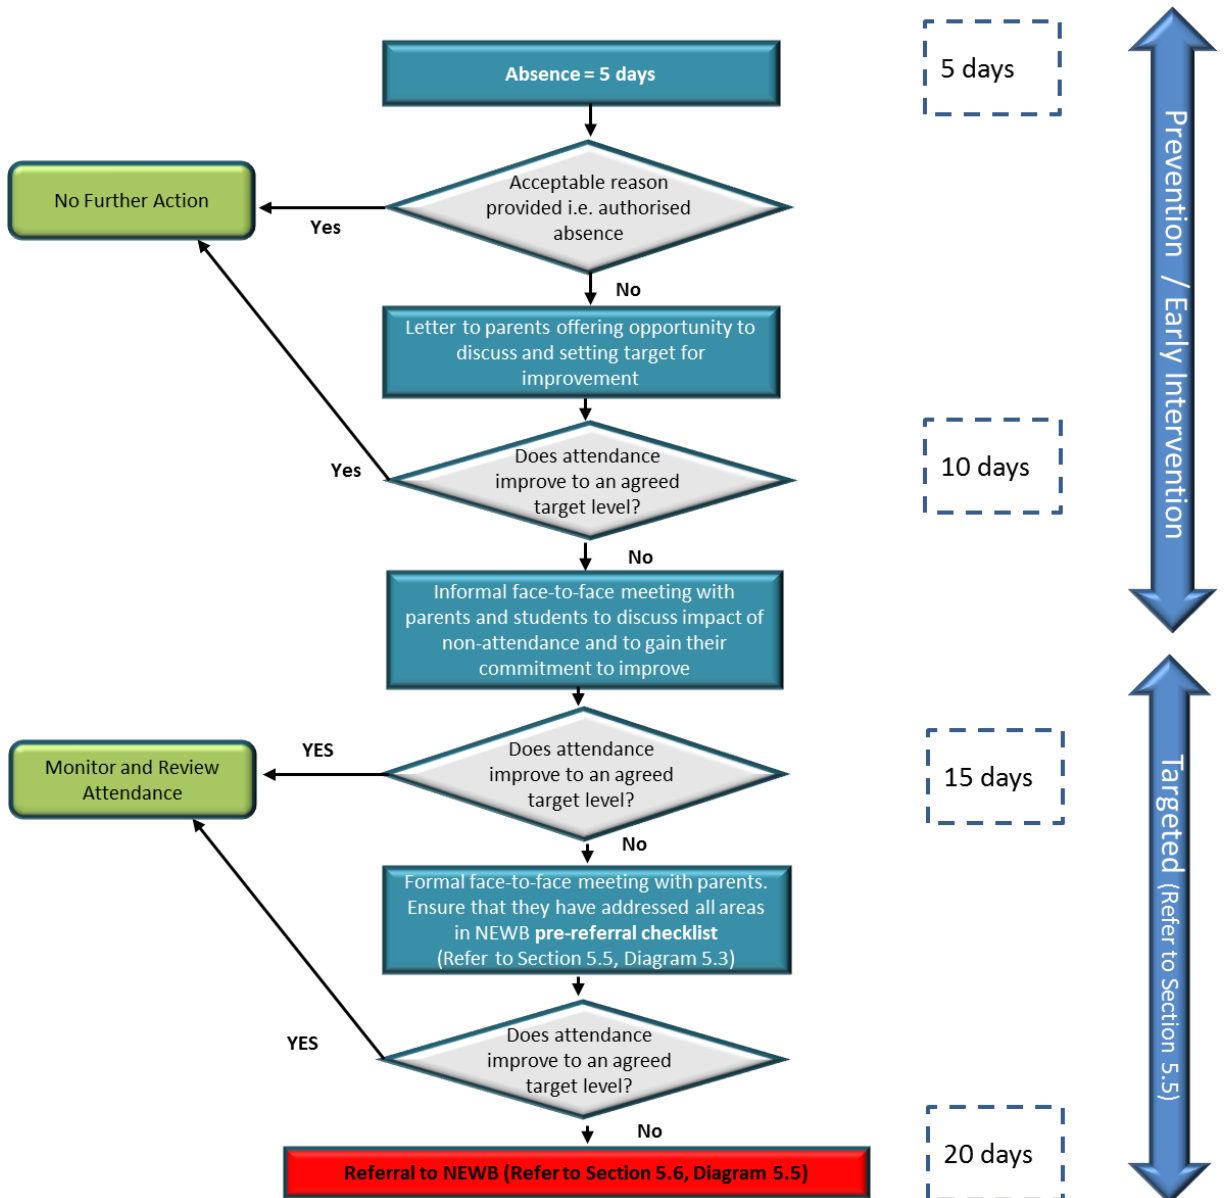 Absence = 5 days
5 days
Acceptable reason
provided i.e. authorised
absence
No Further Action
Yes
No
Letter to parents offering opportunity to
discuss and setting target for
improvement
Prevention / Early Intervention
Does attendance
improve to an agreed
target level?
Yes
10 days
No
Informal face-to-face meeting with
parents and students to discuss impact of
non-attendance and to gain their
commitment to improve
Does attendance
improve to an agreed
target level?
YES
Monitor and Review
Attendance
15 days
No
Formal face-to-face meeting with parents.
Ensure that they have addressed all areas
in NEWB pre-referral checklist
(Refer to Section 5.5, Diagram 5.3)
Targeted (Refer to Section 5.5)
Does attendance
improve to an agreed
target level?
YES
No
20 days
Referral to NEWB (Refer to Section 5.6, Diagram 5.5)